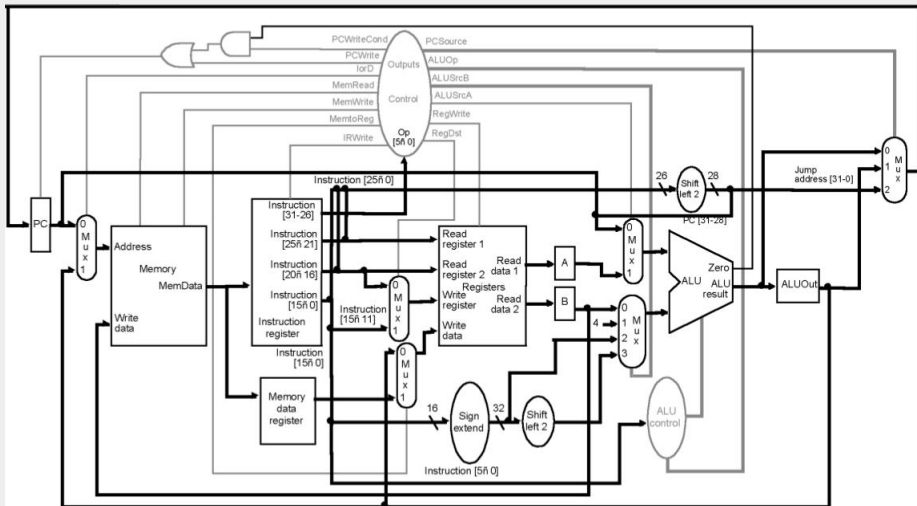 PCWriteCond
PCSource
PCWrite
ALUOp
IorD
Outputs
ALUSrcB
MemRead
ALUSrcA
MemWrite
Control
RegWrite
MemtoReg
RegDst
IRWrite
Op
[5ñ 0]
0
1
2
M
u
x
Instruction [25ñ 0]
26
Shift
left 2
28
Jump
address [31-0]
PC [31-28]
PC
0
M
u
x
1
Address
Memory
MemData
Write
data
Instruction
[31-26]
Instruction
[25ñ 21]
Instruction
[20ñ 16]
Instruction
[15ñ 0]
Instruction
register
Instruction
[15ñ 0]
Instruction
[15ñ 11]
0
M
u
x
1
0
M
u
x
1
Read
register 1
Read
register 2
Write
register
Write
data
Registers
Read
data 1
Read
data 2
A
B
4
0
M
u
x
1
0
1
2
3
M
u
x
Zero
ALU
ALU
result
ALUOut
Memory
data
register
16
Sign
extend
32
Shift
left 2
ALU
control
Instruction [5ñ 0]